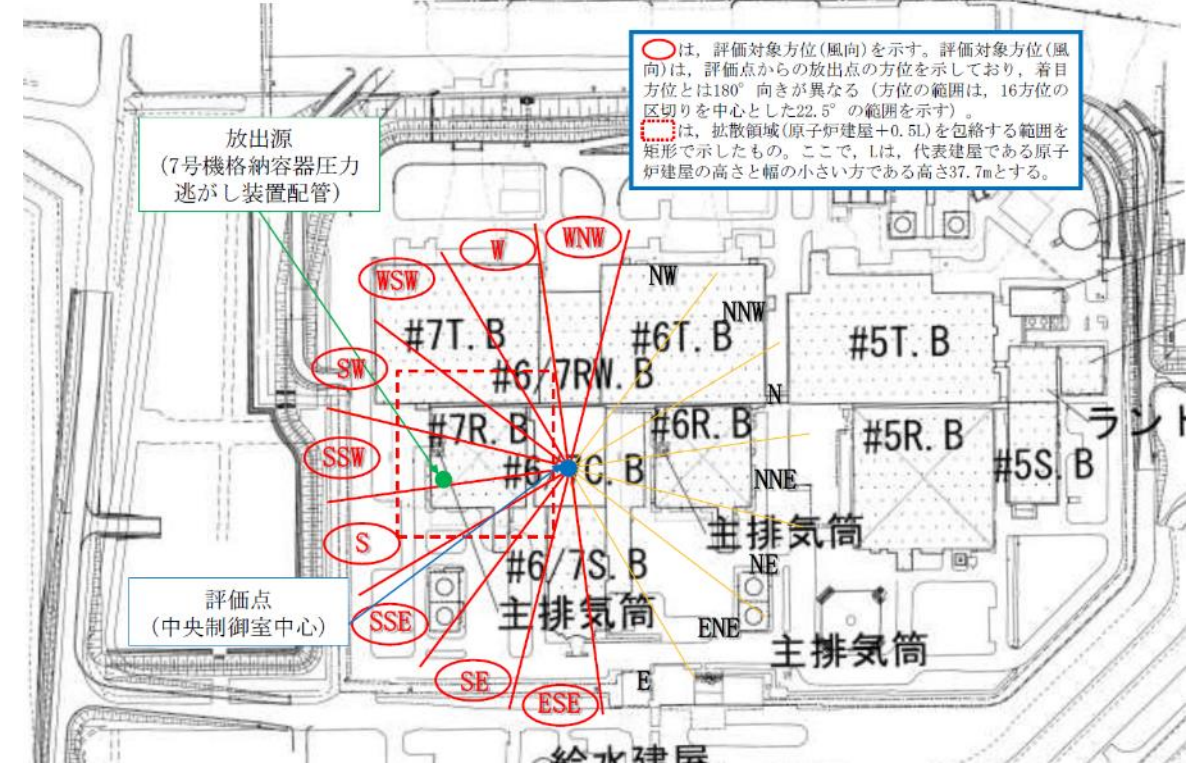 ○は，評価対象方位(風向)を示す。評価対象方位(風
向)は，評価点からの放出点の方位を示しており，着目
方位とは180°向きが異なる（方位の範囲は，16方位の
区切りを中心とした22.5°の範囲を示す）。
は，拡散領域(原子炉建屋＋0.5L)を包絡する範囲を
矩形で示したもの。ここで，Lは，代表建屋である原子
炉建屋の高さと幅の小さい方である高さ37.7mとする。
放出源
（7号機格納容器圧力
逃がし装置配管）
W
WNW
WSW
NW
NNW
#7T.B
#6T.B
#5T.B
#6/7RW.B
SW
N
#7R.B
#6R.B
#5R.B
ラント
SSW
#6/7C.B
#5S.B
NNE
主排気筒
S
#6/7S.B
NE
評価点
（中央制御室中心）
主排気筒
SSE
ENE
主排気筒
SE
E
ESE
給水建屋